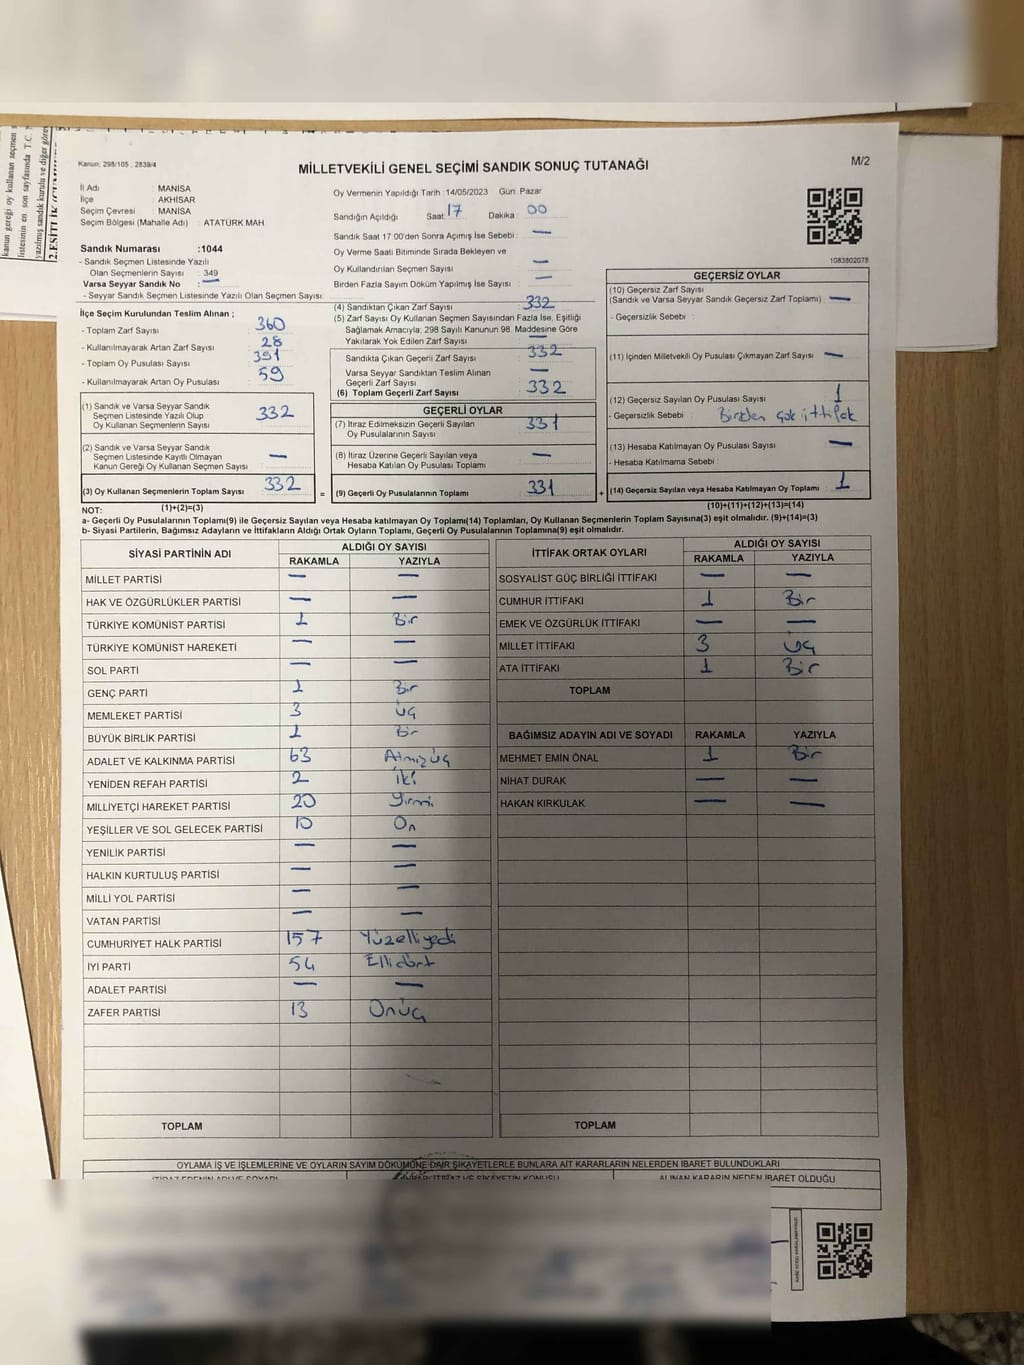 kanun gereği oy kullanan seçmen s
listesinin en son sayfasında T.C.
yazılmış sandık kurulu ve diğer görev
Kanun; 298/105 , 2839/4
MİLLETVEKİLİ GENEL SEÇİMİ SANDIK SONUÇ TUTANAĞI
M/2
İl Adı : MANİSA
İlçe : AKHİSAR
Seçim Çevresi : MANİSA
Seçim Bölgesi (Mahalle Adı) : ATATÜRK MAH
Oy Vermenin Yapıldığı Tarih :14/05/2023 Gün: Pazar
Sandığın Açıldığı Saat: 17 Dakika : 00
Sandık Saat 17:00'den Sonra Açımış İse Sebebi : —
Oy Verme Saati Bitiminde Sırada Bekleyen ve
Oy Kullandırılan Seçmen Sayısı —
Birden Fazla Sayım Döküm Yapılmış İse Sayısı : —
1083802078
Sandık Numarası :1044
- Sandık Seçmen Listesinde Yazılı
Olan Seçmenlerin Sayısı : 349
Varsa Seyyar Sandık No : —
- Seyyar Sandık Seçmen Listesinde Yazılı Olan Seçmen Sayısı:
İlçe Seçim Kurulundan Teslim Alınan ;
- Toplam Zarf Sayısı : 360
- Kullanılmayarak Artan Zarf Sayısı : 28
- Toplam Oy Pusulası Sayısı : 391
- Kullanılmayarak Artan Oy Pusulası : 59
(4) Sandıktan Çıkan Zarf Sayısı : 332
(5) Zarf Sayısı Oy Kullanan Seçmen Sayısından Fazla İse, Eşitliği
Sağlamak Amacıyla; 298 Sayılı Kanunun 98. Maddesine Göre
Yakılarak Yok Edilen Zarf Sayısı : —
Sandıkta Çıkan Geçerli Zarf Sayısı : 332
Varsa Seyyar Sandıktan Teslim Alınan
Geçerli Zarf Sayısı : —
(6) Toplam Geçerli Zarf Sayısı : 332
GEÇERSİZ OYLAR
(10) Geçersiz Zarf Sayısı
(Sandık ve Varsa Seyyar Sandık Geçersiz Zarf Toplamı) : —
- Geçersizlik Sebebi :
(11) İçinden Milletvekili Oy Pusulası Çıkmayan Zarf Sayısı : —
(12) Geçersiz Sayılan Oy Pusulası Sayısı : 1
- Geçersizlik Sebebi : Birden Çok ittifak
(13) Hesaba Katılmayan Oy Pusulası Sayısı : —
- Hesaba Katılmama Sebebi :
(1) Sandık ve Varsa Seyyar Sandık
Seçmen Listesinde Yazılı Olup
Oy Kullanan Seçmenlerin Sayısı : 332
(2) Sandık ve Varsa Seyyar Sandık
Seçmen Listesinde Kayıtlı Olmayan
Kanun Gereği Oy Kullanan Seçmen Sayısı : —
GEÇERLİ OYLAR
(7) İtiraz Edilmeksizin Geçerli Sayılan
Oy Pusulalarının Sayısı : 331
(8) İtiraz Üzerine Geçerli Sayılan veya
Hesaba Katılan Oy Pusulası Toplamı : —
(3) Oy Kullanan Seçmenlerin Toplam Sayısı : 332 = (9) Geçerli Oy Pusulalarının Toplamı : 331 + (14) Geçersiz Sayılan veya Hesaba Katılmayan Oy Toplamı : 1
NOT: (1)+(2)=(3) (10)+(11)+(12)+(13)=(14)
a- Geçerli Oy Pusulalarının Toplamı(9) ile Geçersiz Sayılan veya Hesaba katılmayan Oy Toplamı(14) Toplamları, Oy Kullanan Seçmenlerin Toplam Sayısına(3) eşit olmalıdır. (9)+(14)=(3)
b- Siyasi Partilerin, Bağımsız Adayların ve İttifakların Aldığı Ortak Oyların Toplamı, Geçerli Oy Pusulalarının Toplamına(9) eşit olmalıdır.
SİYASİ PARTİNİN ADI ALDIĞI OY SAYISI
RAKAMLA YAZIYLA
MİLLET PARTİSİ — —
HAK VE ÖZGÜRLÜKLER PARTİSİ — —
TÜRKİYE KOMÜNİST PARTİSİ 1 Bir
TÜRKİYE KOMÜNİST HAREKETİ — —
SOL PARTİ — —
GENÇ PARTİ 1 Bir
MEMLEKET PARTİSİ 3 Üç
BÜYÜK BİRLİK PARTİSİ 1 Bir
ADALET VE KALKINMA PARTİSİ 63 Atmışüç
YENİDEN REFAH PARTİSİ 2 İki
MİLLİYETÇİ HAREKET PARTİSİ 20 Yirmi
YEŞİLLER VE SOL GELECEK PARTİSİ 10 On
YENİLİK PARTİSİ — —
HALKIN KURTULUŞ PARTİSİ — —
MİLLİ YOL PARTİSİ — —
VATAN PARTİSİ — —
CUMHURİYET HALK PARTİSİ 157 Yüzelliyedi
İYİ PARTİ 54 Ellidört
ADALET PARTİSİ — —
ZAFER PARTİSİ 13 Onüç
TOPLAM
İTTİFAK ORTAK OYLARI ALDIĞI OY SAYISI
RAKAMLA YAZIYLA
SOSYALİST GÜÇ BİRLİĞİ İTTİFAKI — —
CUMHUR İTTİFAKI 1 Bir
EMEK VE ÖZGÜRLÜK İTTİFAKI — —
MİLLET İTTİFAKI 3 üç
ATA İTTİFAKI 1 Bir
TOPLAM
BAĞIMSIZ ADAYIN ADI VE SOYADI RAKAMLA YAZIYLA
MEHMET EMİN ÖNAL 1 Bir
NİHAT DURAK — —
HAKAN KIRKULAK — —
TOPLAM
OYLAMA İŞ VE İŞLEMLERİNE VE OYLARIN SAYIM DÖKÜMÜNE DAİR ŞİKAYETLERLE BUNLARA AİT KARARLARIN NELERDEN İBARET BULUNDUKLARI
ALINAN KARARIN NEDEN İBARET OLDUĞU